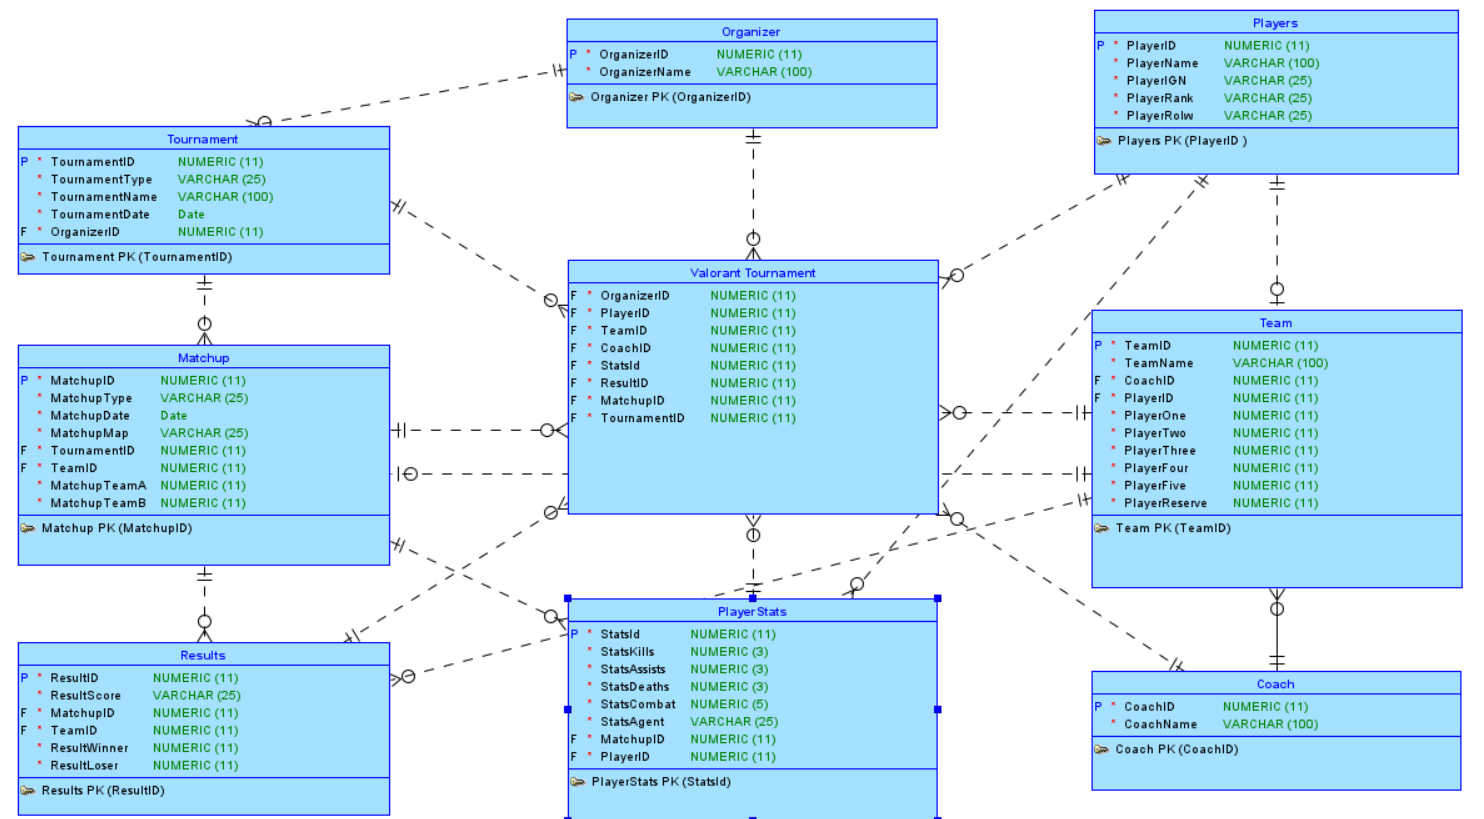 Organizer
P * OrganizerID NUMERIC (11)
* OrganizerName VARCHAR (100)
Organizer PK (OrganizerID)
Players
P * PlayerID NUMERIC (11)
* PlayerName VARCHAR (100)
* PlayerIGN VARCHAR (25)
* PlayerRank VARCHAR (25)
* PlayerRolw VARCHAR (25)
Players PK (PlayerID )
Tournament
P * TournamentID NUMERIC (11)
* TournamentType VARCHAR (25)
* TournamentName VARCHAR (100)
* TournamentDate Date
F * OrganizerID NUMERIC (11)
Tournament PK (TournamentID)
Valorant Tournament
F * OrganizerID NUMERIC (11)
F * PlayerID NUMERIC (11)
F * TeamID NUMERIC (11)
F * CoachID NUMERIC (11)
F * StatsId NUMERIC (11)
F * ResultID NUMERIC (11)
F * MatchupID NUMERIC (11)
F * TournamentID NUMERIC (11)
Team
P * TeamID NUMERIC (11)
* TeamName VARCHAR (100)
F * CoachID NUMERIC (11)
F * PlayerID NUMERIC (11)
* PlayerOne NUMERIC (11)
* PlayerTwo NUMERIC (11)
* PlayerThree NUMERIC (11)
* PlayerFour NUMERIC (11)
* PlayerFive NUMERIC (11)
* PlayerReserve NUMERIC (11)
Team PK (TeamID)
Matchup
P * MatchupID NUMERIC (11)
* MatchupType VARCHAR (25)
* MatchupDate Date
* MatchupMap VARCHAR (25)
F * TournamentID NUMERIC (11)
F * TeamID NUMERIC (11)
* MatchupTeamA NUMERIC (11)
* MatchupTeamB NUMERIC (11)
Matchup PK (MatchupID)
PlayerStats
P * StatsId NUMERIC (11)
* StatsKills NUMERIC (3)
* StatsAssists NUMERIC (3)
* StatsDeaths NUMERIC (3)
* StatsCombat NUMERIC (5)
* StatsAgent VARCHAR (25)
F * MatchupID NUMERIC (11)
F * PlayerID NUMERIC (11)
PlayerStats PK (StatsId)
Results
P * ResultID NUMERIC (11)
* ResultScore VARCHAR (25)
F * MatchupID NUMERIC (11)
F * TeamID NUMERIC (11)
* ResultWinner NUMERIC (11)
* ResultLoser NUMERIC (11)
Results PK (ResultID)
Coach
P * CoachID NUMERIC (11)
* CoachName VARCHAR (100)
Coach PK (CoachID)